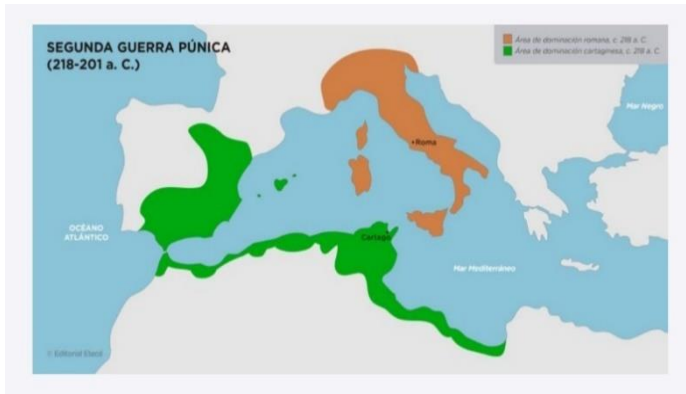 SEGUNDA GUERRA PÚNICA
(218-201 a. C.)
Área de dominación romana, c. 218 a. C.
Área de dominación cartaginesa, c. 218 a. C.
Mar Negro
Roma
OCÉANO
ATLÁNTICO
Cartago
Mar Mediterráneo
© Editorial Etecé